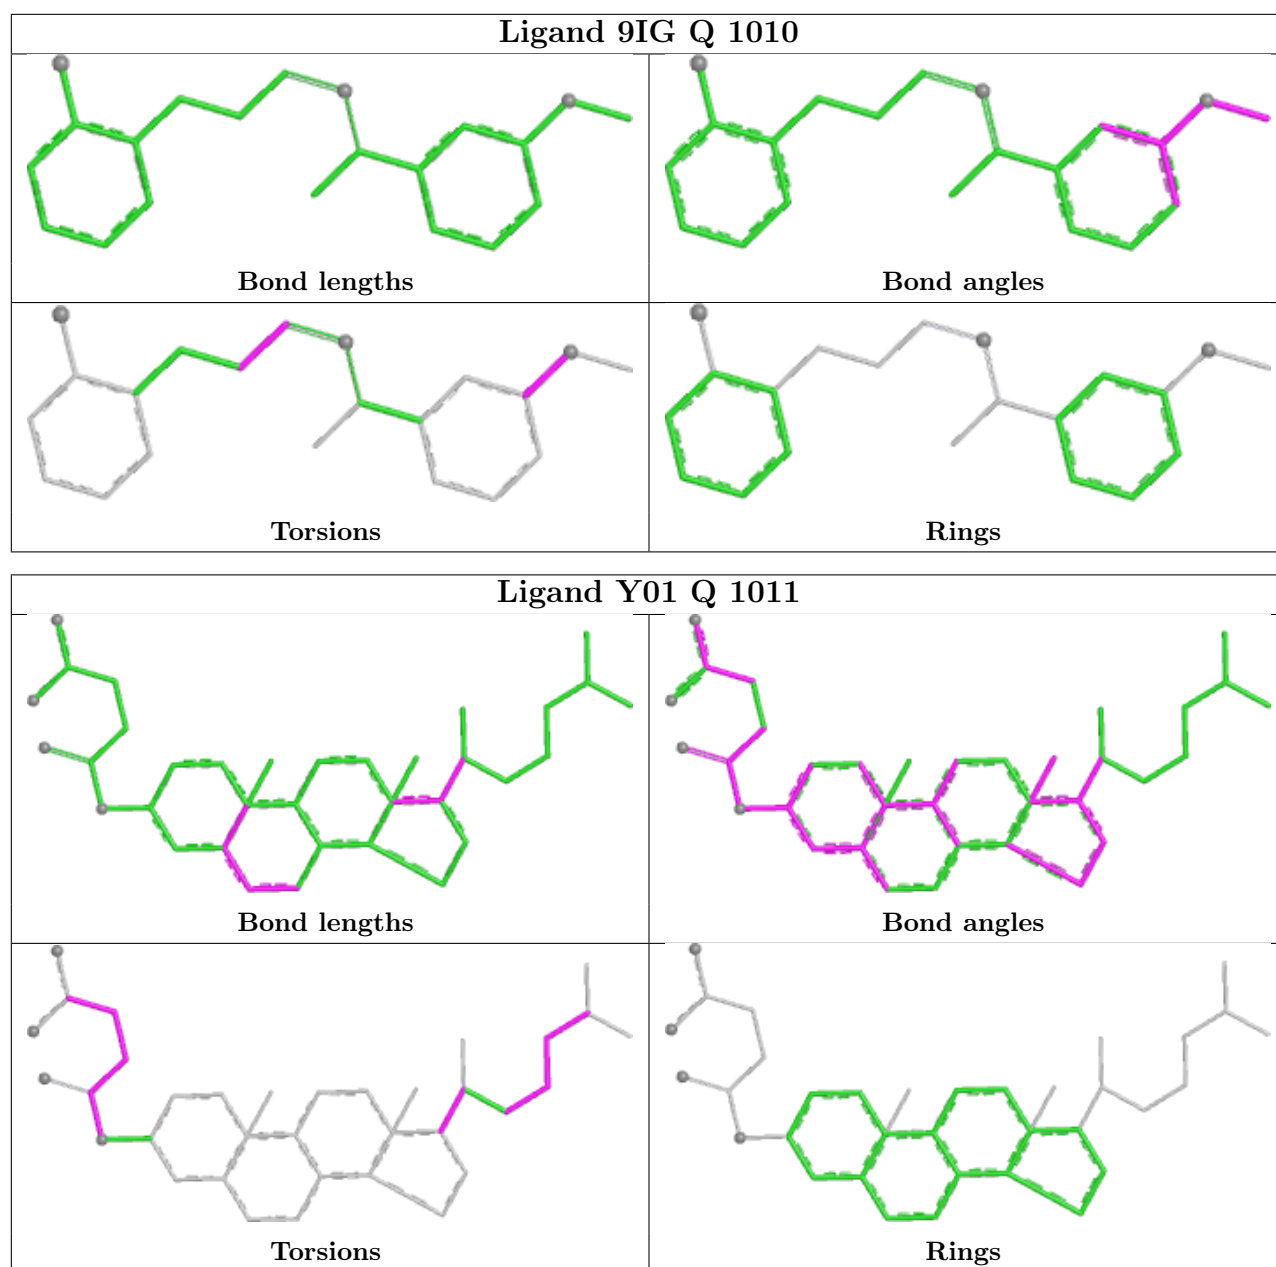 Ligand 9IG Q 1010
Bond lengths
Bond angles
Torsions
Rings
Ligand Y01 Q 1011
Bond lengths
Bond angles
Torsions
Rings